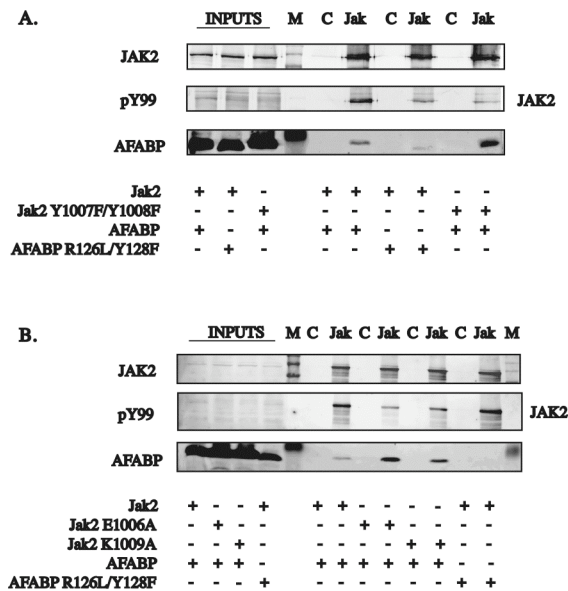 A.
INPUTS M C Jak C Jak C Jak
JAK2
pY99 JAK2
AFABP
Jak2 + + - + + + + - -
Jak2 Y1007F/Y1008F - - + - - - - + +
AFABP + - + + + - - + +
AFABP R126L/Y128F - + - - - + + - -
B.
INPUTS M C Jak C Jak C Jak C Jak M
JAK2
pY99 JAK2
AFABP
Jak2 + - - + + + - - - - + +
Jak2 E1006A - + - - - - + + - - - -
Jak2 K1009A - - + - - - - - + + - -
AFABP + + + - + + + + + + - -
AFABP R126L/Y128F - - - + - - - - - - + +